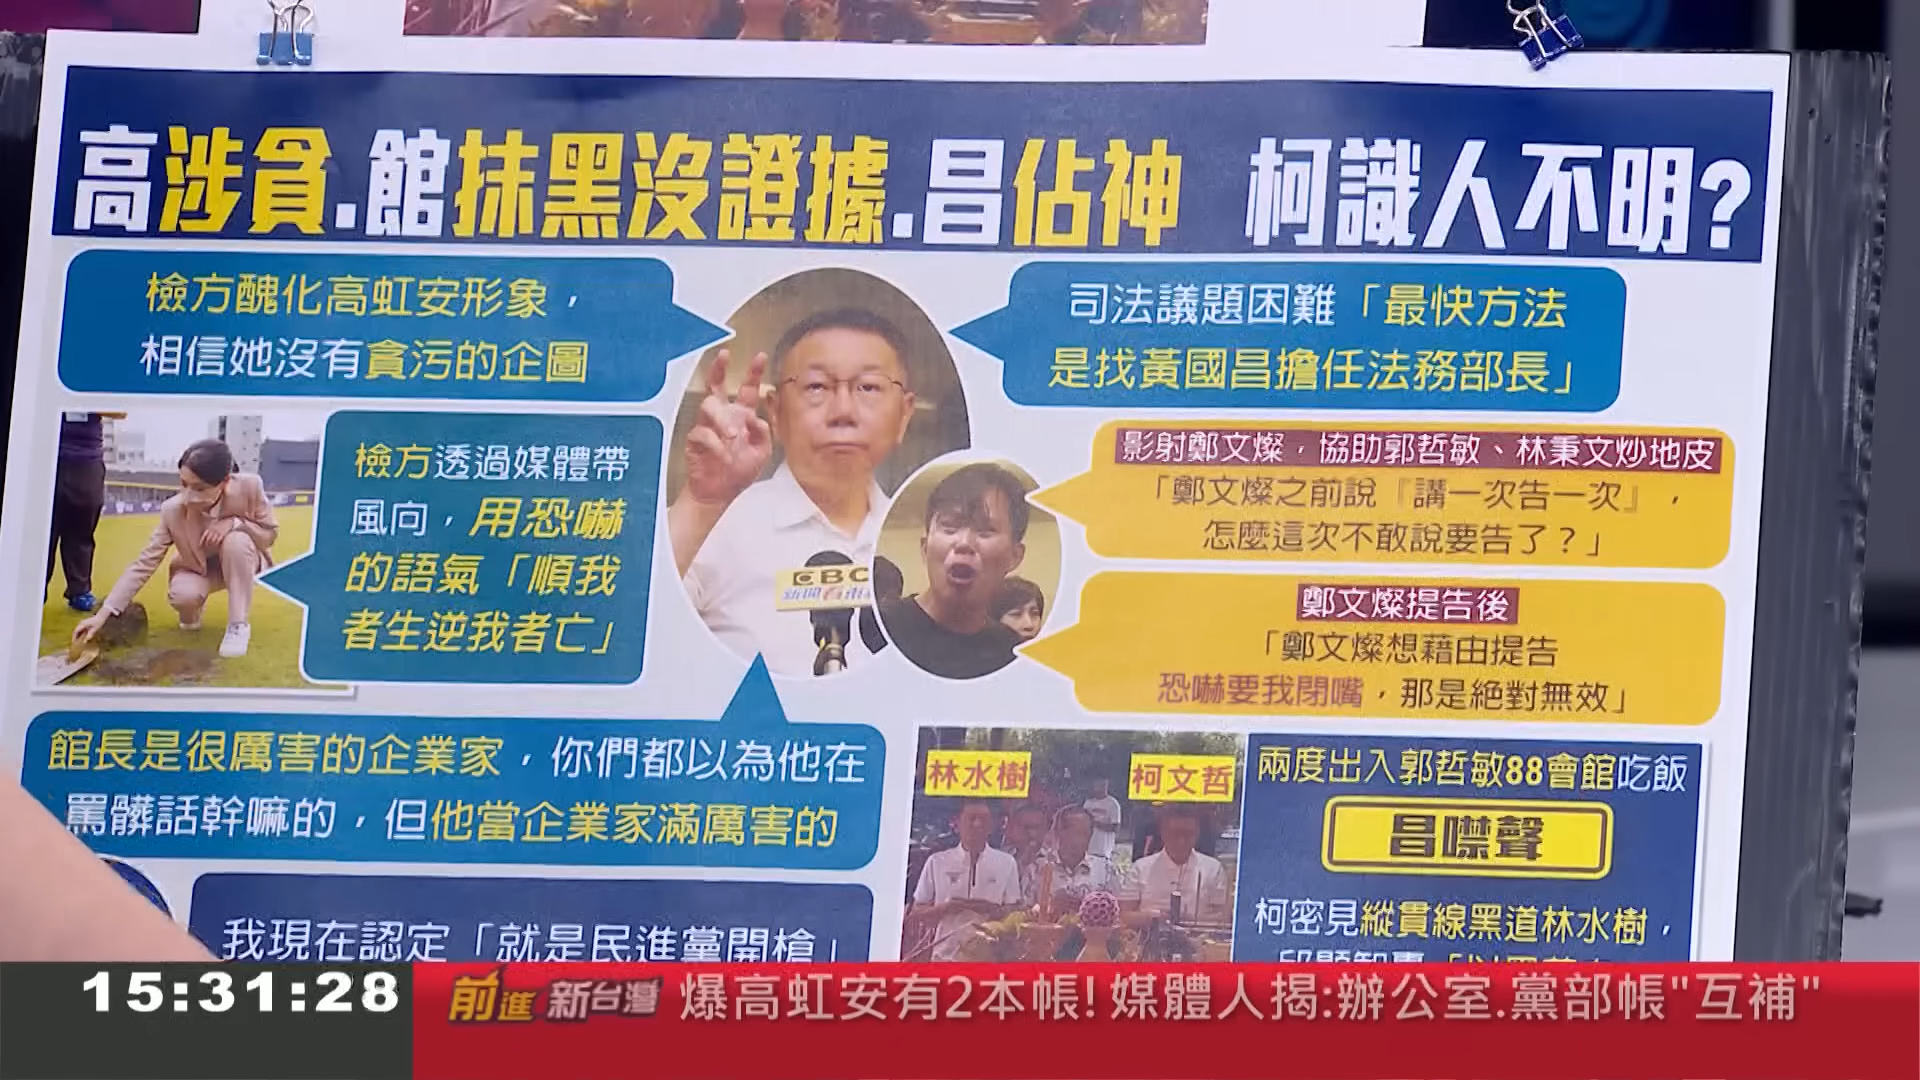 高涉貪.館抹黑沒證據.昌佔神 柯識人不明?
檢方醜化高虹安形象，
相信她沒有貪污的企圖
司法議題困難「最快方法
是找黃國昌擔任法務部長」
檢方透過媒體帶
風向，用恐嚇
的語氣「順我
者生逆我者亡」
影射鄭文燦，協助郭哲敏、林秉文炒地皮
「鄭文燦之前說『講一次告一次』，
怎麼這次不敢說要告了？」
鄭文燦提告後
「鄭文燦想藉由提告
恐嚇要我閉嘴，那是絕對無效」
EBC
館長是很厲害的企業家，你們都以為他在
罵髒話幹嘛的，但他當企業家滿厲害的
林水樹
柯文哲
兩度出入郭哲敏88會館吃飯
昌噤聲
柯密見縱貫線黑道林水樹，
我現在認定「就是民進黨開槍」
15:31:28
前進新台灣
爆高虹安有2本帳!媒體人揭:辦公室.黨部帳"互補"